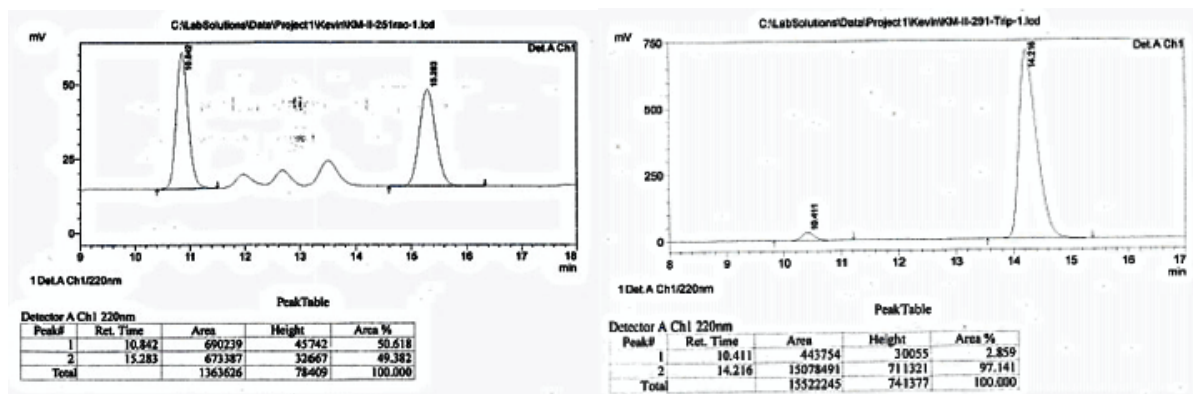 C:\LabSolutions\Data\Project1\Kevin\KM-II-251rac-1.lcd
mV
Det.A Ch1
10.842
15.283
50
25
0
9 10 11 12 13 14 15 16 17 18
min
1 Det.A Ch1/220nm
PeakTable
Detector A Ch1 220nm
Peak# Ret. Time Area Height Area %
1 10.842 690239 45742 50.618
2 15.283 673387 32667 49.382
Total 1363626 78409 100.000
C:\LabSolutions\Data\Project1\Kevin\KM-II-291-Trip-1.lcd
mV
750
Det.A Ch1
14.216
500
250
10.411
0
8 9 10 11 12 13 14 15 16 17
min
1 Det.A Ch1/220nm
PeakTable
Detector A Ch1 220nm
Peak# Ret. Time Area Height Area %
1 10.411 443754 30055 2.859
2 14.216 15078491 711321 97.141
Total 15522245 741377 100.000